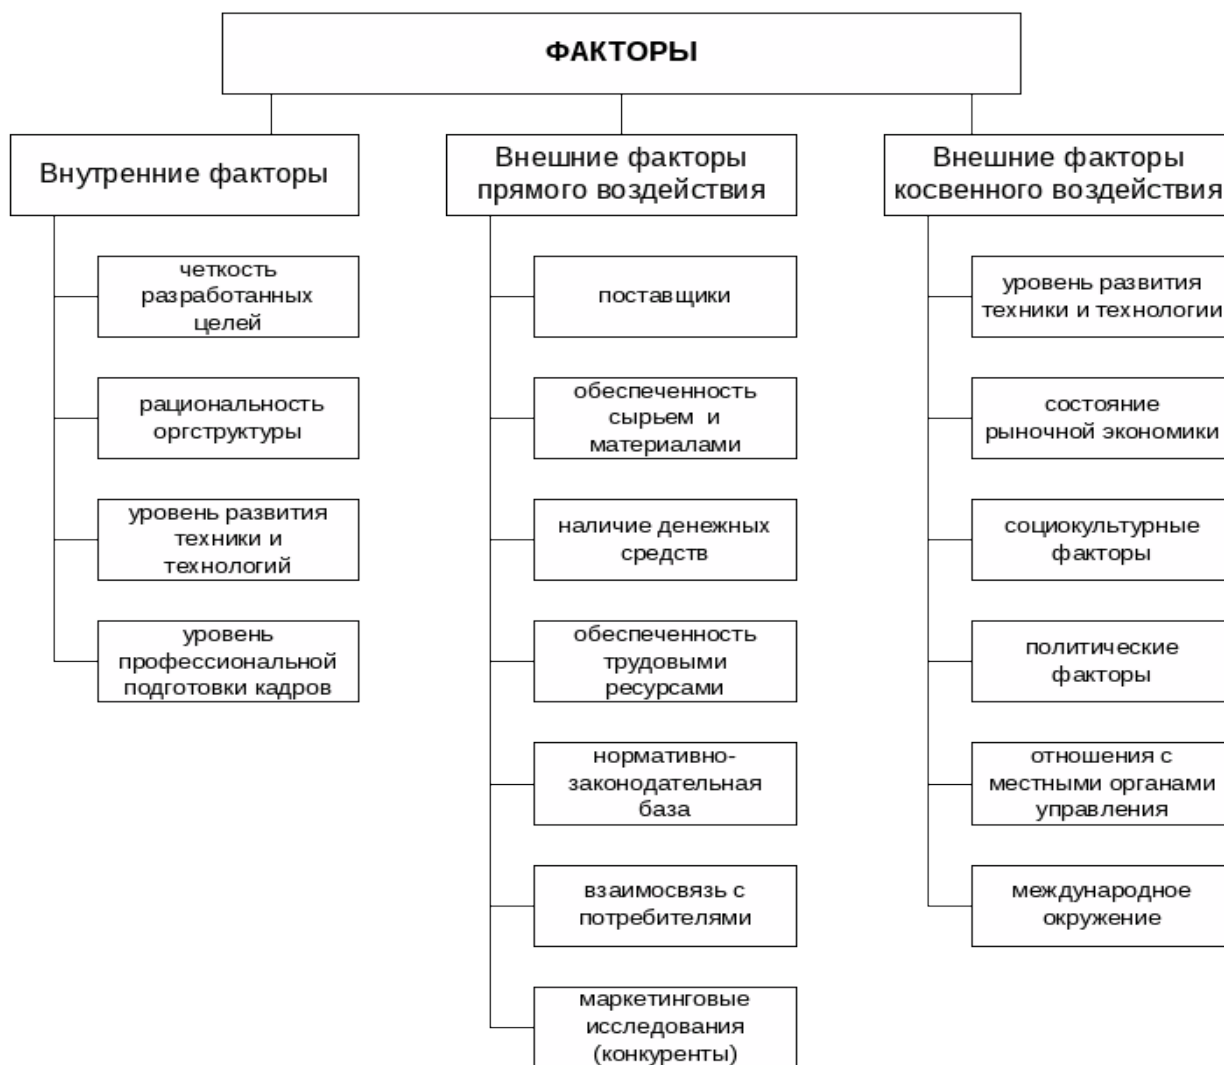 ФАКТОРЫ
Внутренние факторы
четкость
разработанных
целей
рациональность
оргструктуры
уровень развития
техники и
технологий
уровень
профессиональной
подготовки кадров
Внешние факторы
прямого воздействия
поставщики
обеспеченность
сырьем и
материалами
наличие денежных
средств
обеспеченность
трудовыми
ресурсами
нормативно-
законодательная
база
взаимосвязь с
потребителями
маркетинговые
исследования
(конкуренты)
Внешние факторы
косвенного воздействия
уровень развития
техники и технологии
состояние
рыночной экономики
социокультурные
факторы
политические
факторы
отношения с
местными органами
управления
международное
окружение